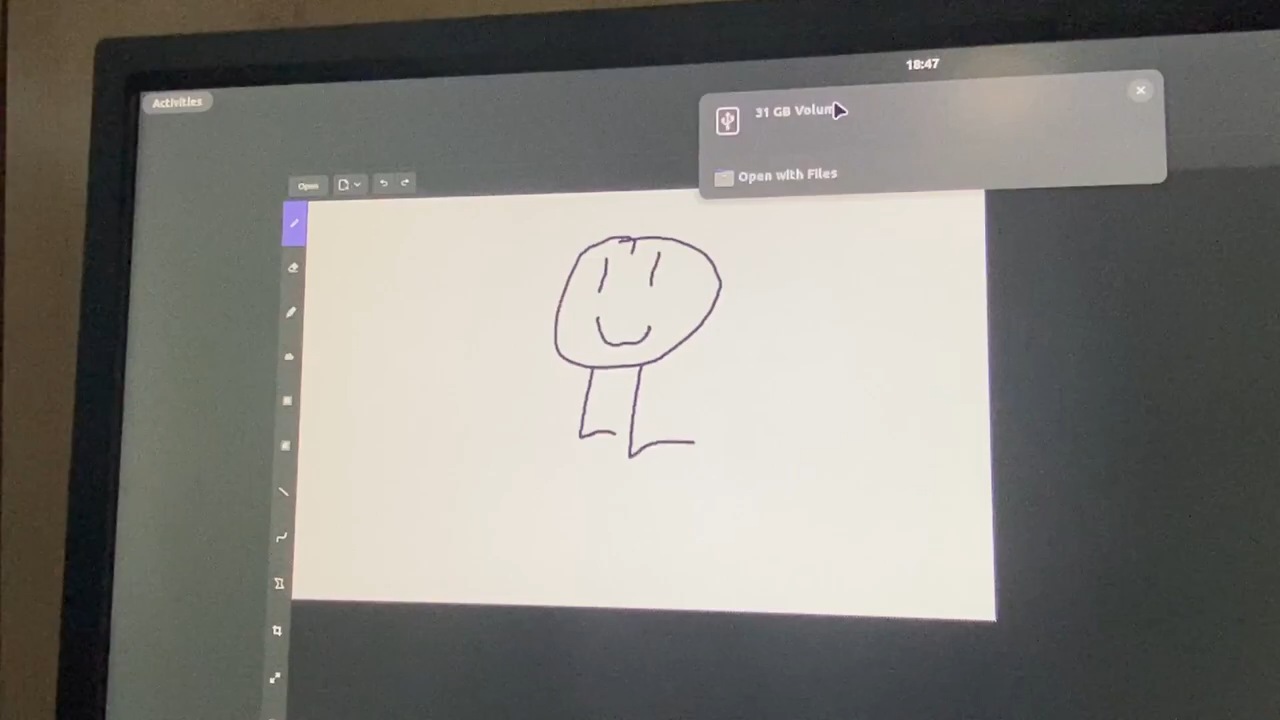 18:47
Activities
31 GB Volum
Open with Files
Open